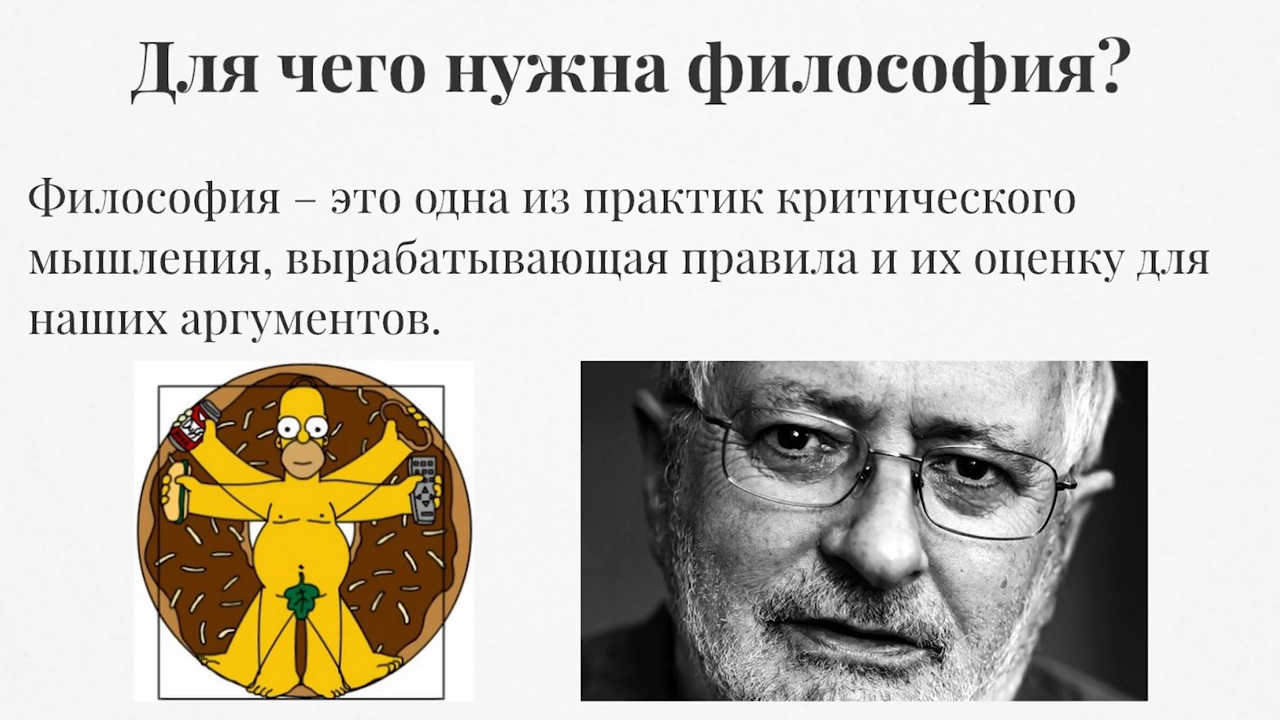 Для чего нужна философия?
Философия – это одна из практик критического
мышления, вырабатывающая правила и их оценку для
наших аргументов.